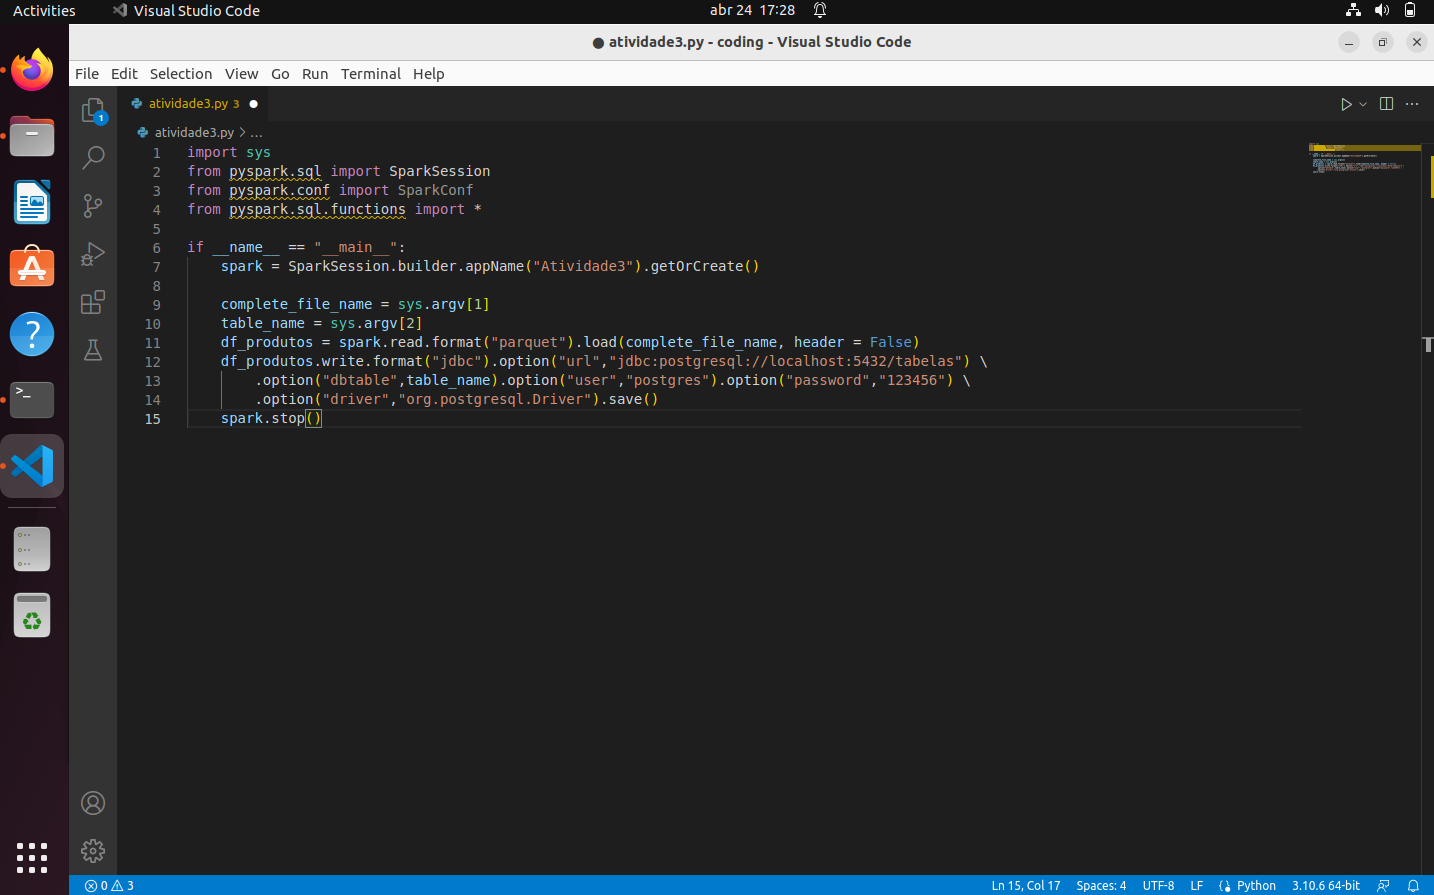 Activities Visual Studio Code abr 24 17:28
● atividade3.py - coding - Visual Studio Code
File Edit Selection View Go Run Terminal Help
1 atividade3.py 3 ●
atividade3.py > ...
1 import sys
2 from pyspark.sql import SparkSession
3 from pyspark.conf import SparkConf
4 from pyspark.sql.functions import *
5
6 if __name__ == "__main__":
7     spark = SparkSession.builder.appName("Atividade3").getOrCreate()
8
9     complete_file_name = sys.argv[1]
10     table_name = sys.argv[2]
11     df_produtos = spark.read.format("parquet").load(complete_file_name, header = False)
12     df_produtos.write.format("jdbc").option("url","jdbc:postgresql://localhost:5432/tabelas") \
13         .option("dbtable",table_name).option("user","postgres").option("password","123456") \
14         .option("driver","org.postgresql.Driver").save()
15     spark.stop()
0 3 Ln 15, Col 17 Spaces: 4 UTF-8 LF Python 3.10.6 64-bit